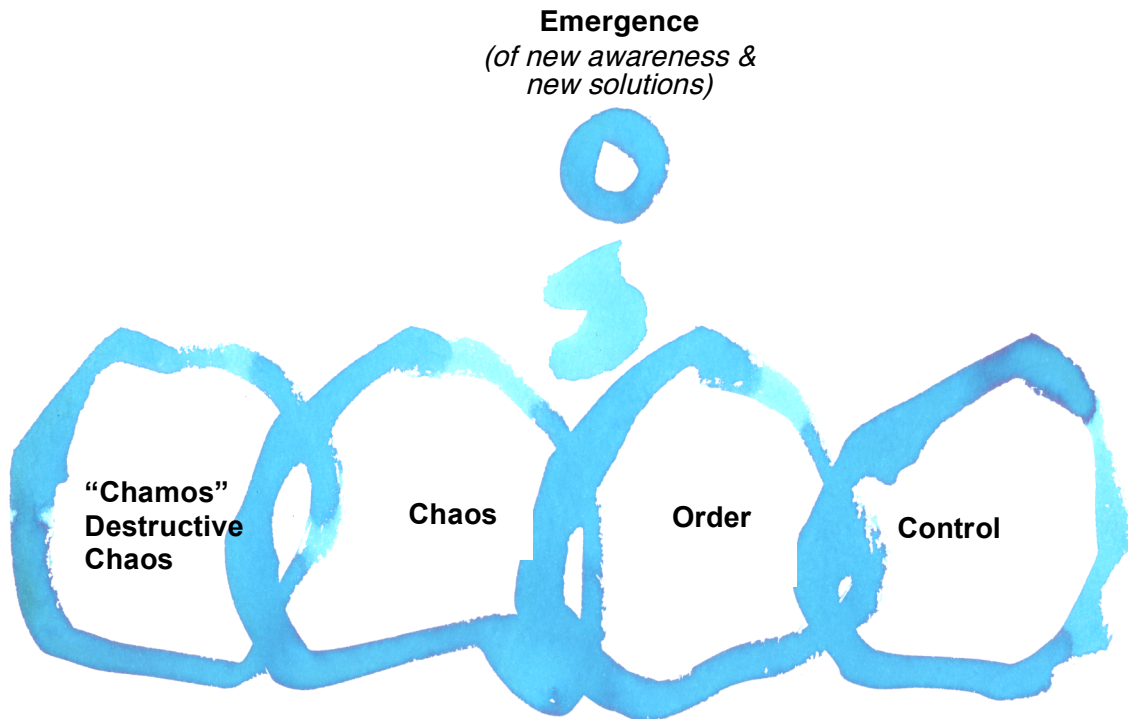 Emergence
(of new awareness &
new solutions)
“Chamos”
Destructive
Chaos
Chaos
Order
Control